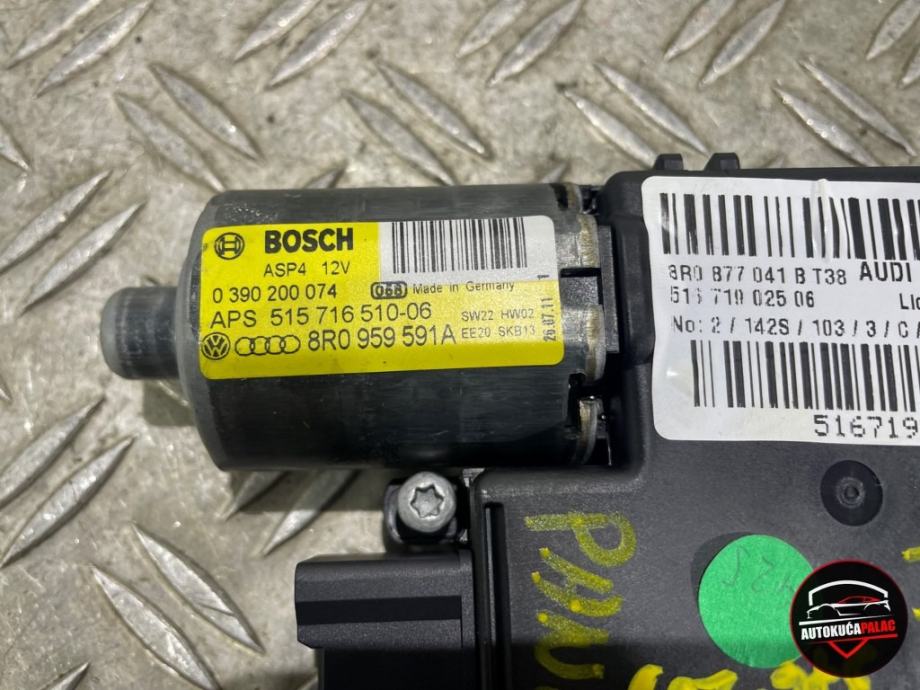 BOSCH
ASP4 12V
0 390 200 074
Made in Germany
APS 515 716 510-06
SW22 HW02
8R0 959 591A
EE20 SKB13
26.07.11
1
8R0 877 041 B T38 AUDI
516 719 025 06
No: 2 / 142S / 103 / 3 /
516719
AUTOKUĆA PALAC